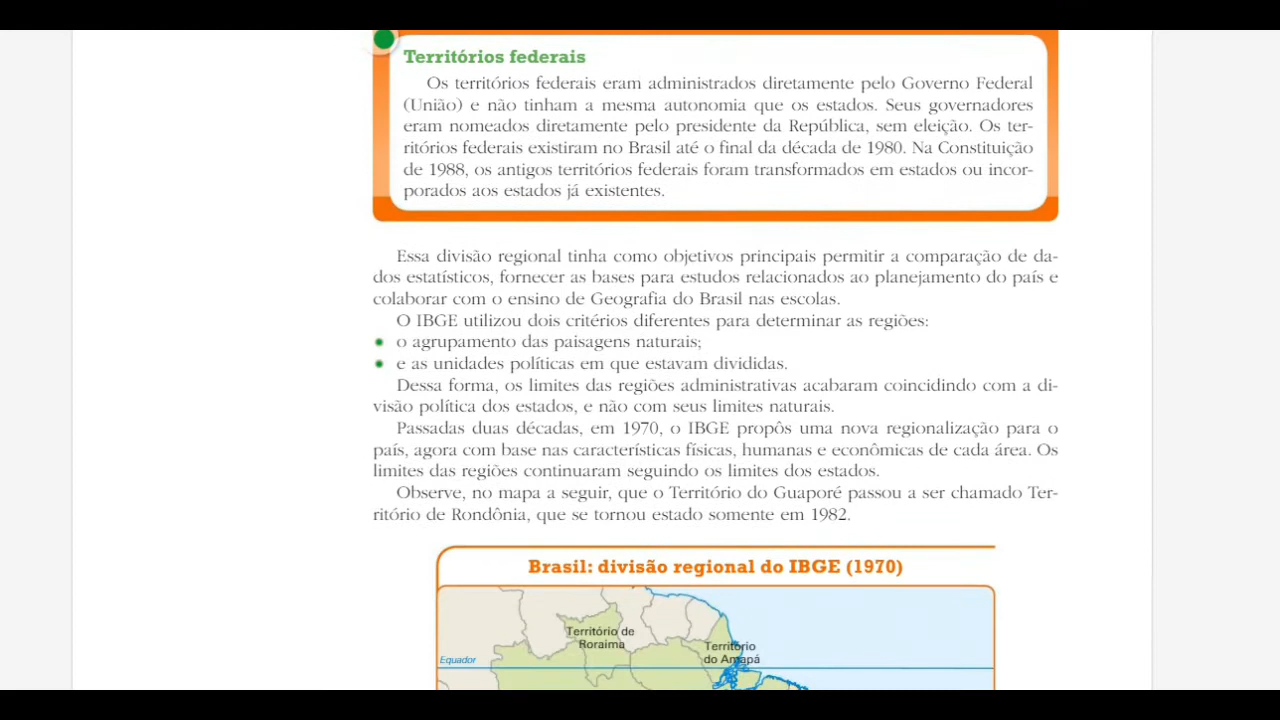 Territórios federais
Os territórios federais eram administrados diretamente pelo Governo Federal
(União) e não tinham a mesma autonomia que os estados. Seus governadores
eram nomeados diretamente pelo presidente da República, sem eleição. Os ter-
ritórios federais existiram no Brasil até o final da década de 1980. Na Constituição
de 1988, os antigos territórios federais foram transformados em estados ou incor-
porados aos estados já existentes.
Essa divisão regional tinha como objetivos principais permitir a comparação de da-
dos estatísticos, fornecer as bases para estudos relacionados ao planejamento do país e
colaborar com o ensino de Geografia do Brasil nas escolas.
O IBGE utilizou dois critérios diferentes para determinar as regiões:
• o agrupamento das paisagens naturais;
• e as unidades políticas em que estavam divididas.
Dessa forma, os limites das regiões administrativas acabaram coincidindo com a di-
visão política dos estados, e não com seus limites naturais.
Passadas duas décadas, em 1970, o IBGE propôs uma nova regionalização para o
país, agora com base nas características físicas, humanas e econômicas de cada área. Os
limites das regiões continuaram seguindo os limites dos estados.
Observe, no mapa a seguir, que o Território do Guaporé passou a ser chamado Ter-
ritório de Rondônia, que se tornou estado somente em 1982.
Brasil: divisão regional do IBGE (1970)
Território de
Roraima
Território
do Amapá
Equador